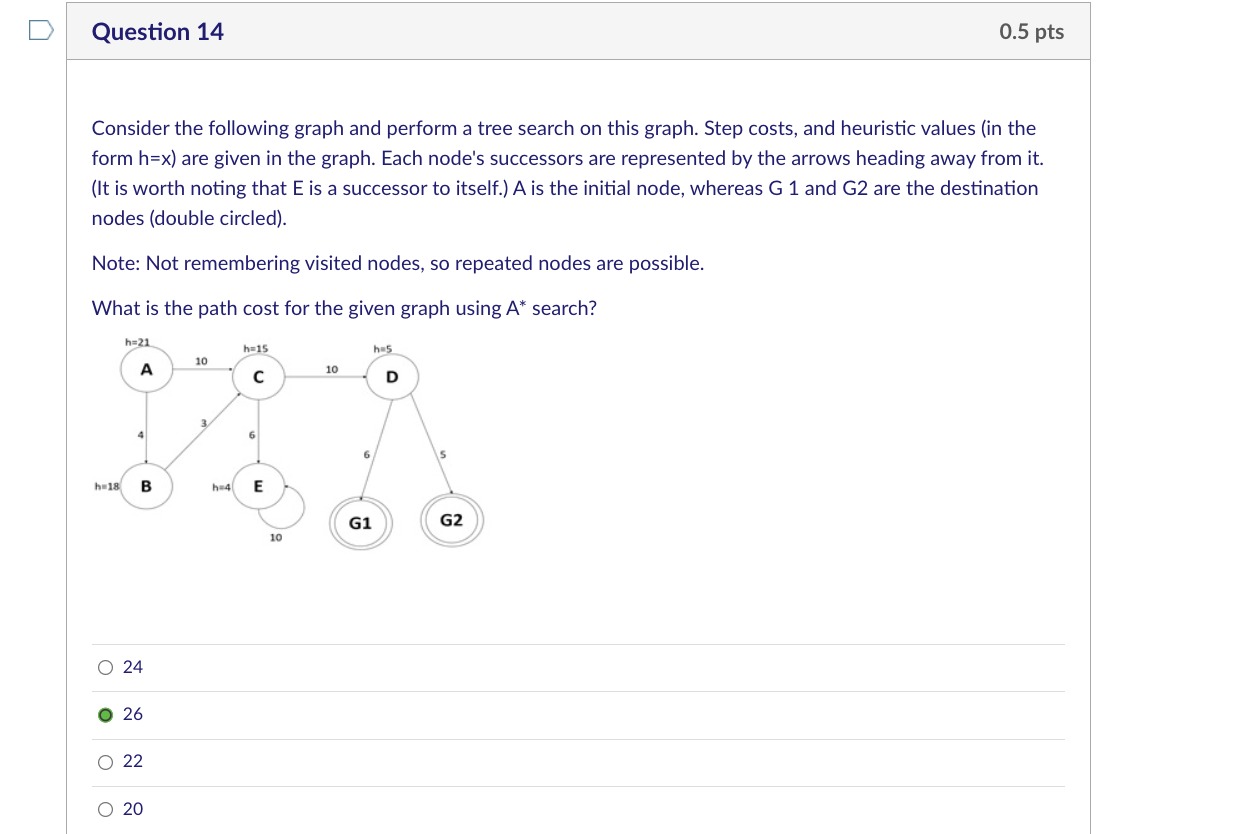 Question 14
0.5 pts
Consider the following graph and perform a tree search on this graph. Step costs, and heuristic values (in the
form h=x) are given in the graph. Each node's successors are represented by the arrows heading away from it.
(It is worth noting that E is a successor to itself.) A is the initial node, whereas G 1 and G2 are the destination
nodes (double circled).
Note: Not remembering visited nodes, so repeated nodes are possible.
What is the path cost for the given graph using A* search?
h=21
h=15
h=5
A
10
C
10
D
4
3
6
6
5
h=18
B
h=4
E
G1
G2
10
24
26
22
20